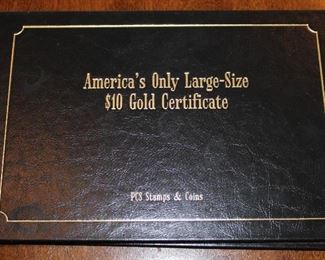 America's Only Large-Size
$10 Gold Certificate
PCS Stamps & Coins